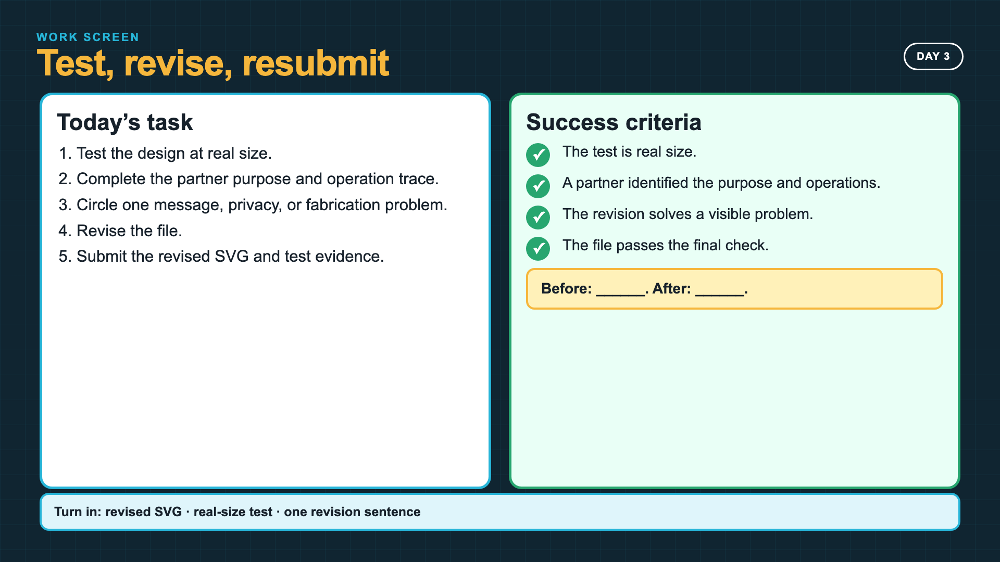 WORK SCREEN
Test, revise, resubmit
DAY 3
Today’s task
1. Test the design at real size.
2. Complete the partner purpose and operation trace.
3. Circle one message, privacy, or fabrication problem.
4. Revise the file.
5. Submit the revised SVG and test evidence.
Success criteria
✓ The test is real size.
✓ A partner identified the purpose and operations.
✓ The revision solves a visible problem.
✓ The file passes the final check.
Before: ______. After: ______.
Turn in: revised SVG · real-size test · one revision sentence